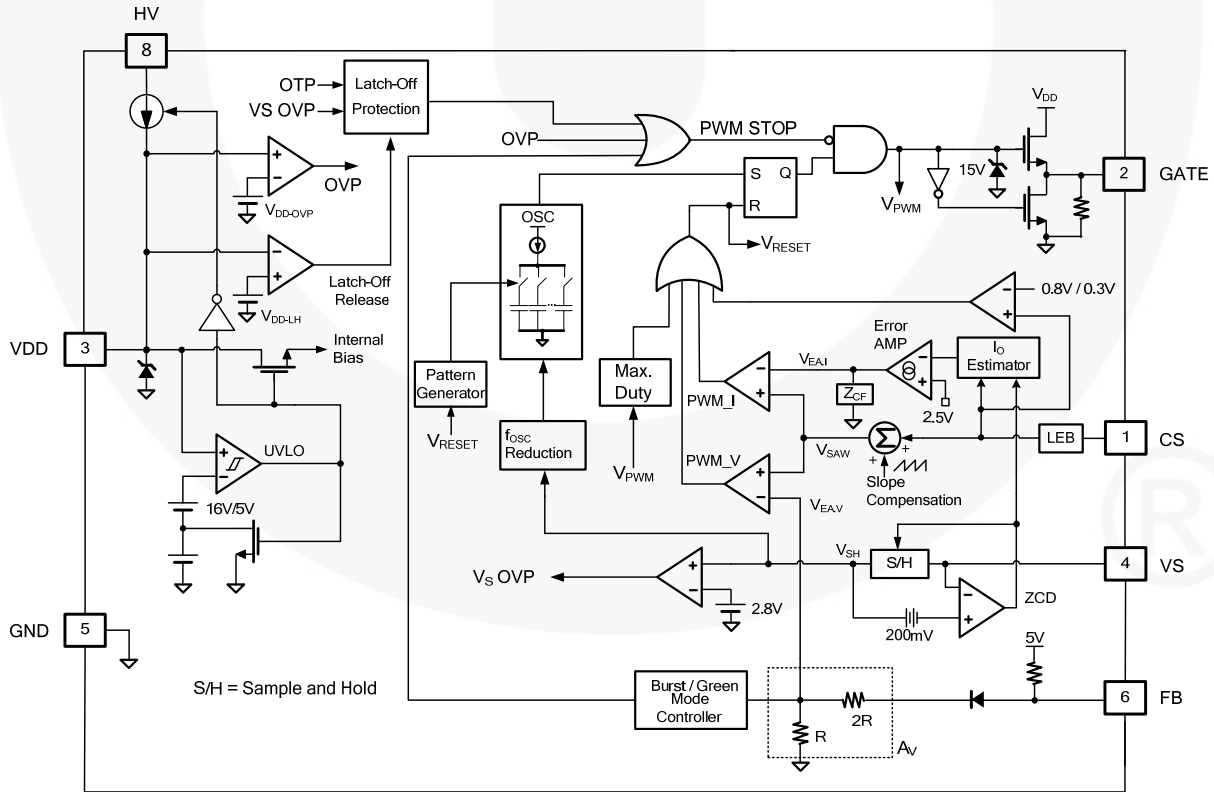 HV
8
OTP
VS OVP
Latch-Off
Protection
OVP
PWM STOP
VDD
15V
2
GATE
VPWM
S
Q
R
VRESET
+
-
OVP
VDD-OVP
-
+
Latch-Off
Release
VDD-LH
OSC
...
VDD
3
Internal
Bias
Pattern
Generator
VRESET
fOSC
Reduction
Max.
Duty
VPWM
-
+
0.8V / 0.3V
Error
AMP
IO
Estimator
-
+
2.5V
VEA.I
ZCF
-
+
PWM_I
VSAW
Σ
+
+
Slope
Compensation
LEB
1
CS
PWM_V
+
-
VEA.V
+
-
UVLO
16V/5V
VS OVP
+
-
2.8V
VSH
S/H
4
VS
-
+
ZCD
200mV
GND
5
S/H = Sample and Hold
Burst / Green
Mode
Controller
R
2R
AV
5V
6
FB
®